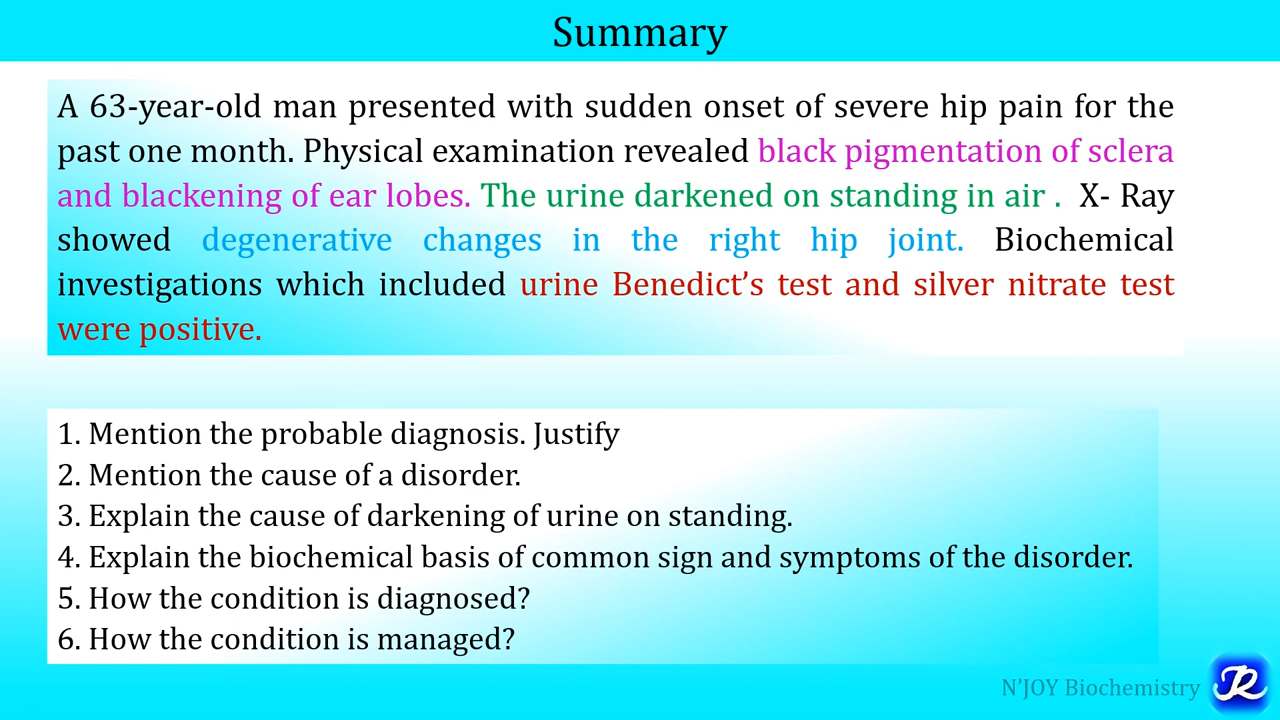 Summary
A 63-year-old man presented with sudden onset of severe hip pain for the
past one month. Physical examination revealed black pigmentation of sclera
and blackening of ear lobes. The urine darkened on standing in air . X- Ray
showed degenerative changes in the right hip joint. Biochemical
investigations which included urine Benedict’s test and silver nitrate test
were positive.
1. Mention the probable diagnosis. Justify
2. Mention the cause of a disorder.
3. Explain the cause of darkening of urine on standing.
4. Explain the biochemical basis of common sign and symptoms of the disorder.
5. How the condition is diagnosed?
6. How the condition is managed?
N’JOY Biochemistry
JR